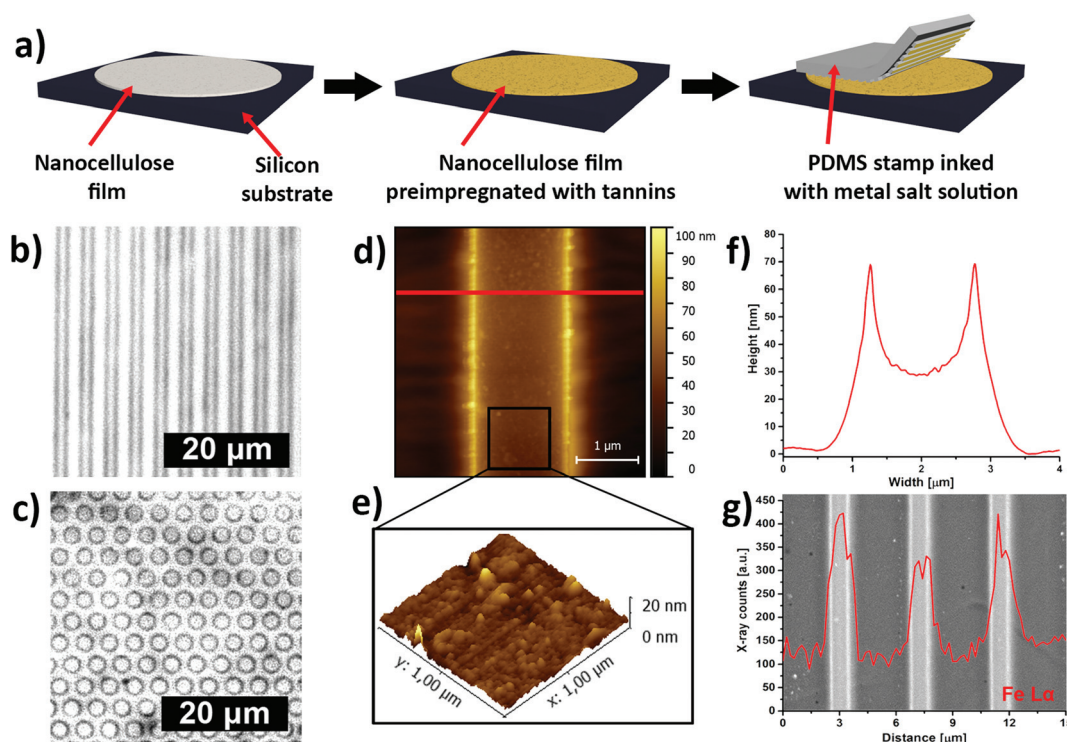 a)
Nanocellulose
film
Silicon
substrate
Nanocellulose film
preimpregnated with tannins
PDMS stamp inked
with metal salt solution
b)
20 µm
c)
20 µm
d)
100 nm
90
80
70
60
50
40
30
20
10
0
1 µm
e)
20 nm
0 nm
y: 1,00 µm
x: 1,00 µm
f)
Height [nm]
80
70
60
50
40
30
20
10
0
0
1
2
3
4
Width [µm]
g)
X-ray counts [a.u.]
450
400
350
300
250
200
150
100
50
0
Fe Lα
0
3
6
9
12
15
Distance [µm]